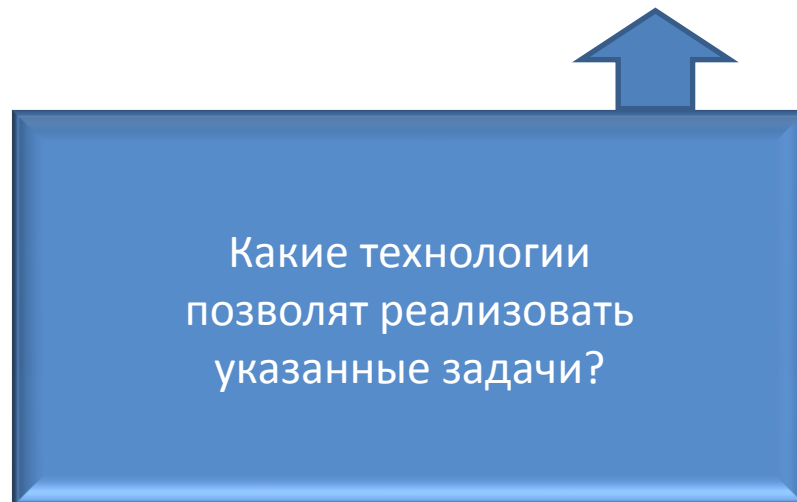 Какие технологии
позволят реализовать
указанные задачи?